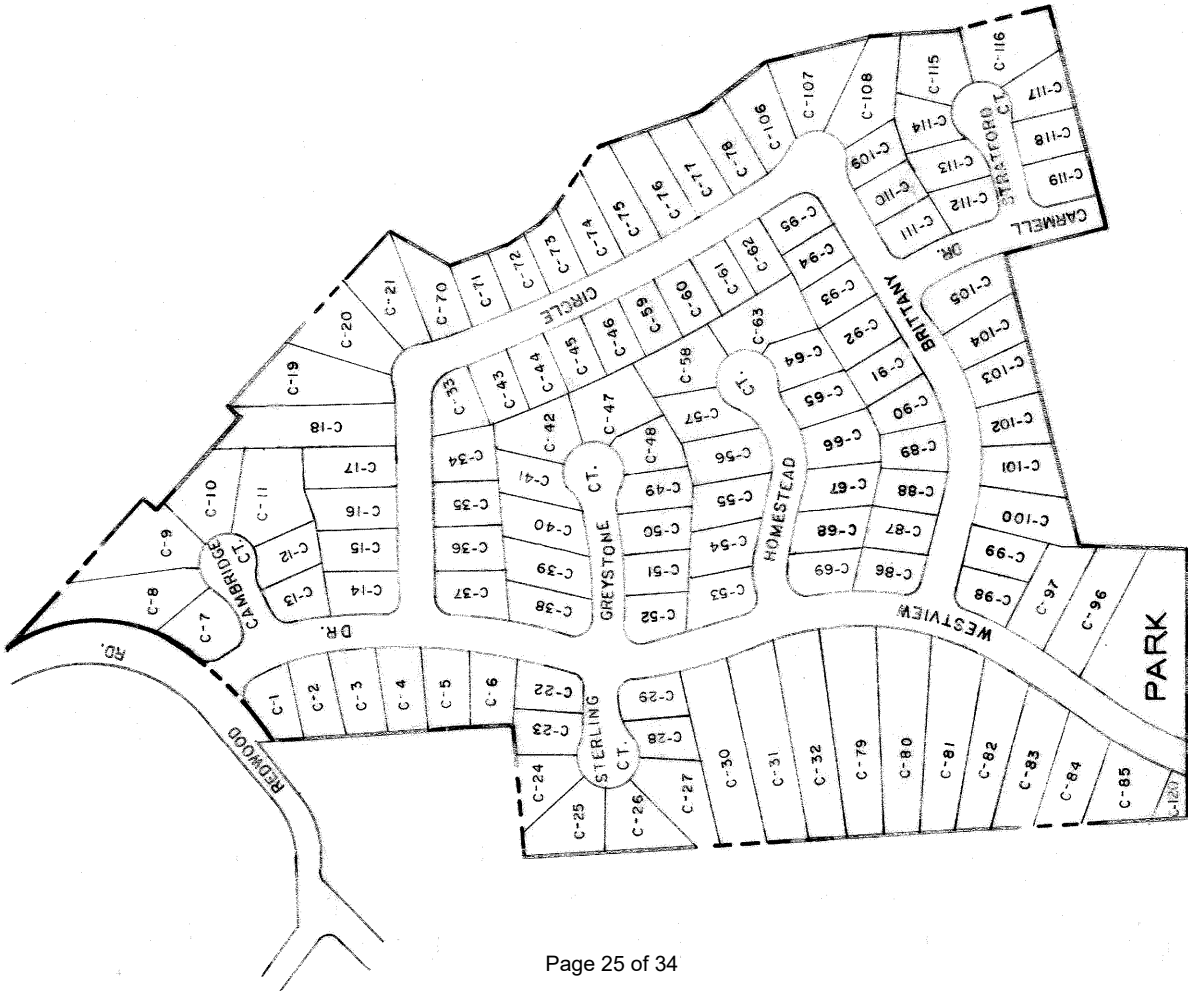 C-116
C-115
C-117
C-107
C-108
C-114
STRATFORD
CT.
C-118
C-106
C-109
C-113
C-119
C-78
C-77
C-76
C-75
C-74
C-73
C-72
C-71
C-70
C-21
C-20
C-19
C-18
C-110
C-112
C-111
CARMELL
DR.
C-95
C-94
C-93
C-92
C-91
C-90
C-89
C-88
C-87
C-86
BRITTANY
C-105
C-104
C-103
C-102
C-101
C-100
C-99
C-98
C-97
C-96
CIRCLE
C-62
C-61
C-60
C-59
C-46
C-45
C-44
C-43
C-33
C-63
C-64
C-65
C-66
C-67
C-68
C-69
CT.
HOMESTEAD
C-58
C-57
C-56
C-55
C-54
C-53
C-47
C-48
C-49
C-50
C-51
C-52
CT.
GREYSTONE
C-42
C-41
C-40
C-39
C-38
C-34
C-35
C-36
C-37
C-17
C-16
C-15
C-14
C-10
C-11
C-12
C-13
C-9
C-8
C-7
CAMBRIDGE
CT.
DR.
RD.
REDWOOD
C-1
C-2
C-3
C-4
C-5
C-6
C-22
C-23
C-24
C-25
C-26
C-27
C-28
C-29
STERLING
CT.
C-30
C-31
C-32
C-79
C-80
C-81
C-82
C-83
C-84
C-85
C-120
WESTVIEW
PARK
Page 25 of 34